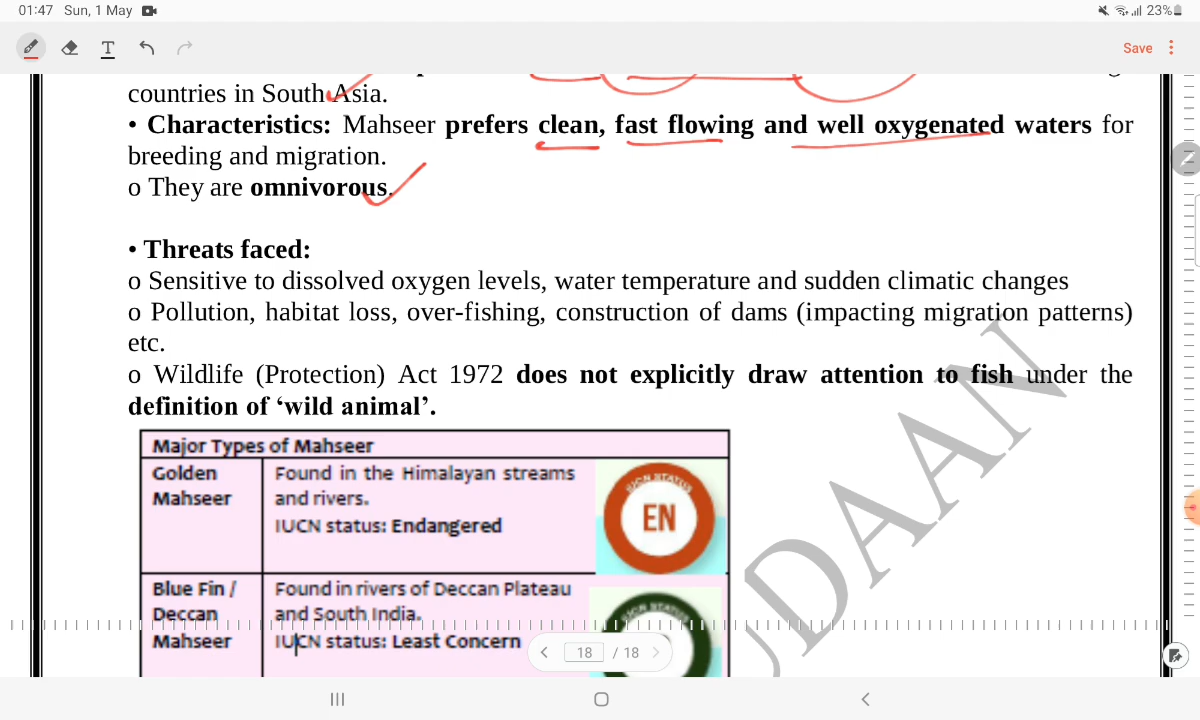 01:47 Sun, 1 May
23%
T
Save
countries in South Asia.
• Characteristics: Mahseer prefers clean, fast flowing and well oxygenated waters for
breeding and migration.
o They are omnivorous.
• Threats faced:
o Sensitive to dissolved oxygen levels, water temperature and sudden climatic changes
o Pollution, habitat loss, over-fishing, construction of dams (impacting migration patterns)
etc.
o Wildlife (Protection) Act 1972 does not explicitly draw attention to fish under the
definition of ‘wild animal’.
Major Types of Mahseer
Golden
Mahseer
Found in the Himalayan streams
and rivers.
IUCN status: Endangered
IUCN STATUS
EN
Blue Fin /
Deccan
Mahseer
Found in rivers of Deccan Plateau
and South India.
IUCN status: Least Concern
IUCN STATUS
18 / 18
UDAAN